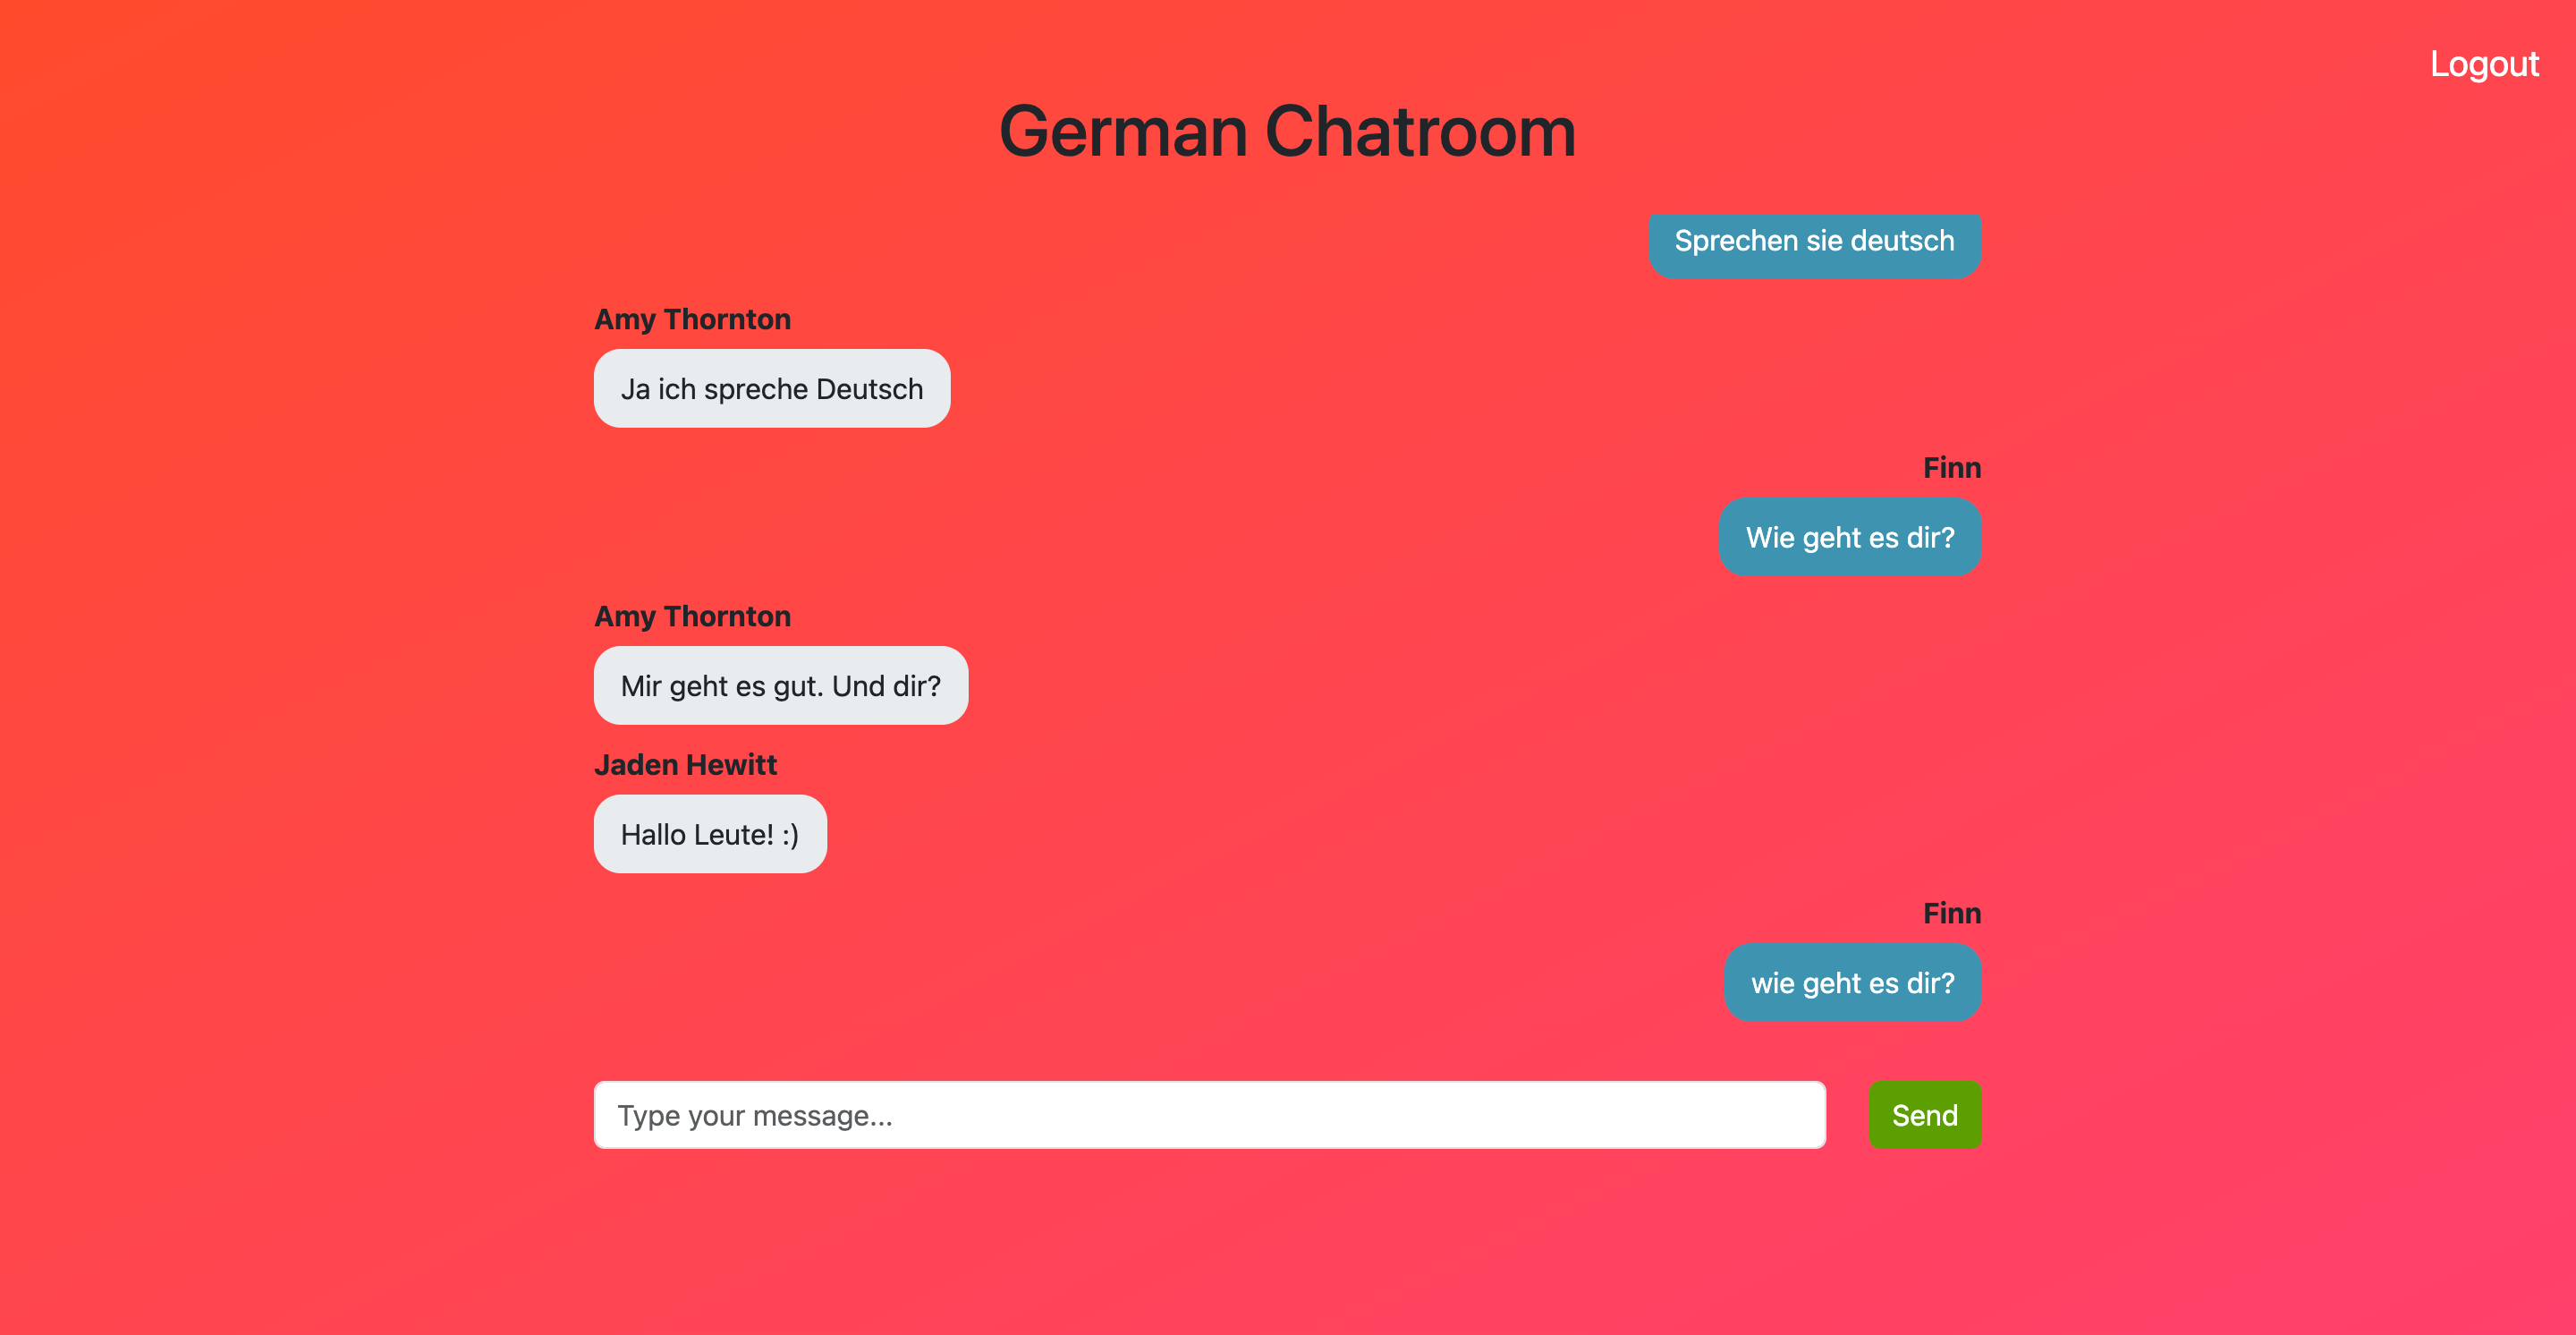 Logout
German Chatroom
Sprechen sie deutsch
Amy Thornton
Ja ich spreche Deutsch
Finn
Wie geht es dir?
Amy Thornton
Mir geht es gut. Und dir?
Jaden Hewitt
Hallo Leute! :)
Finn
wie geht es dir?
Type your message...
Send